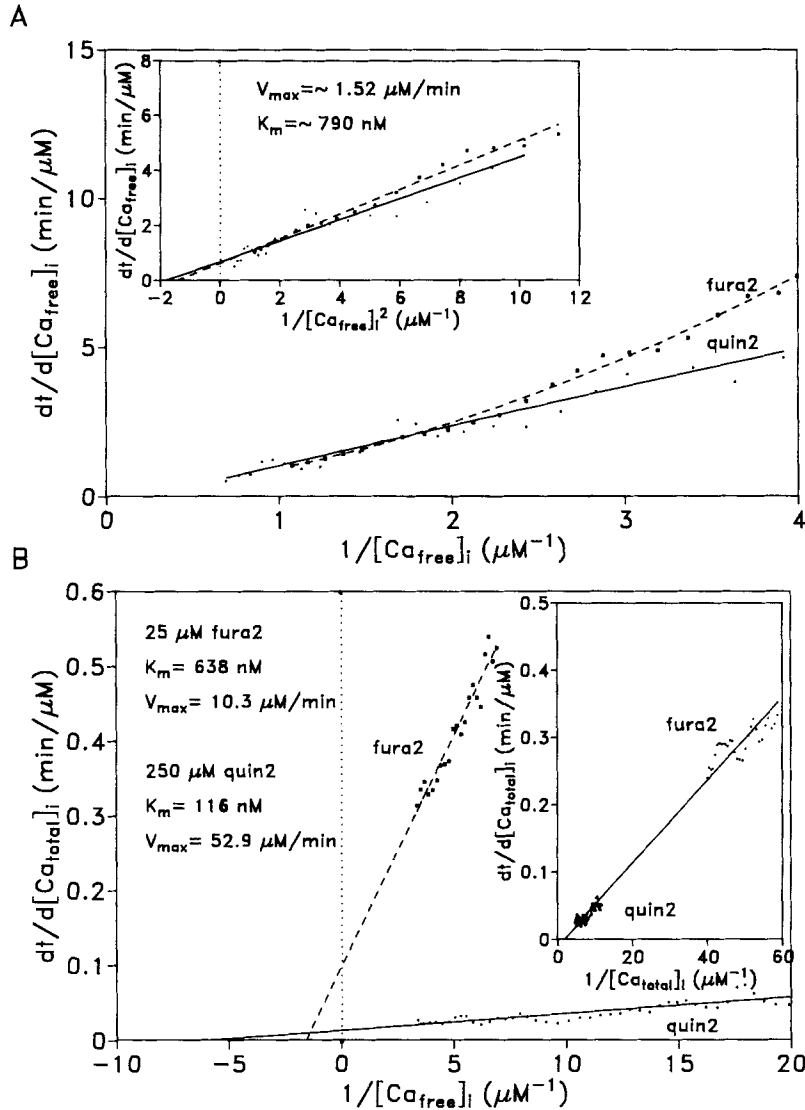 A
15
10
5
0
1
2
3
4
dt/d[Ca_free]_i (min/μM)
1/[Ca_free]_i (μM⁻¹)
fura2
quin2
8
6
4
2
0
-2
0
2
4
6
8
10
12
dt/d[Ca_free]_i (min/μM)
1/[Ca_free]_i² (μM⁻¹)
V_max=~ 1.52 μM/min
K_m=~ 790 nM
B
0.6
0.5
0.4
0.3
0.2
0.1
0
-10
-5
0
5
10
15
20
dt/d[Ca_total]_i (min/μM)
1/[Ca_free]_i (μM⁻¹)
25 μM fura2
K_m= 638 nM
V_max= 10.3 μM/min
250 μM quin2
K_m= 116 nM
V_max= 52.9 μM/min
fura2
quin2
0.5
0.4
0.3
0.2
0.1
0
0
20
40
60
dt/d[Ca_total]_i (min/μM)
1/[Ca_total]_i (μM⁻¹)
fura2
quin2